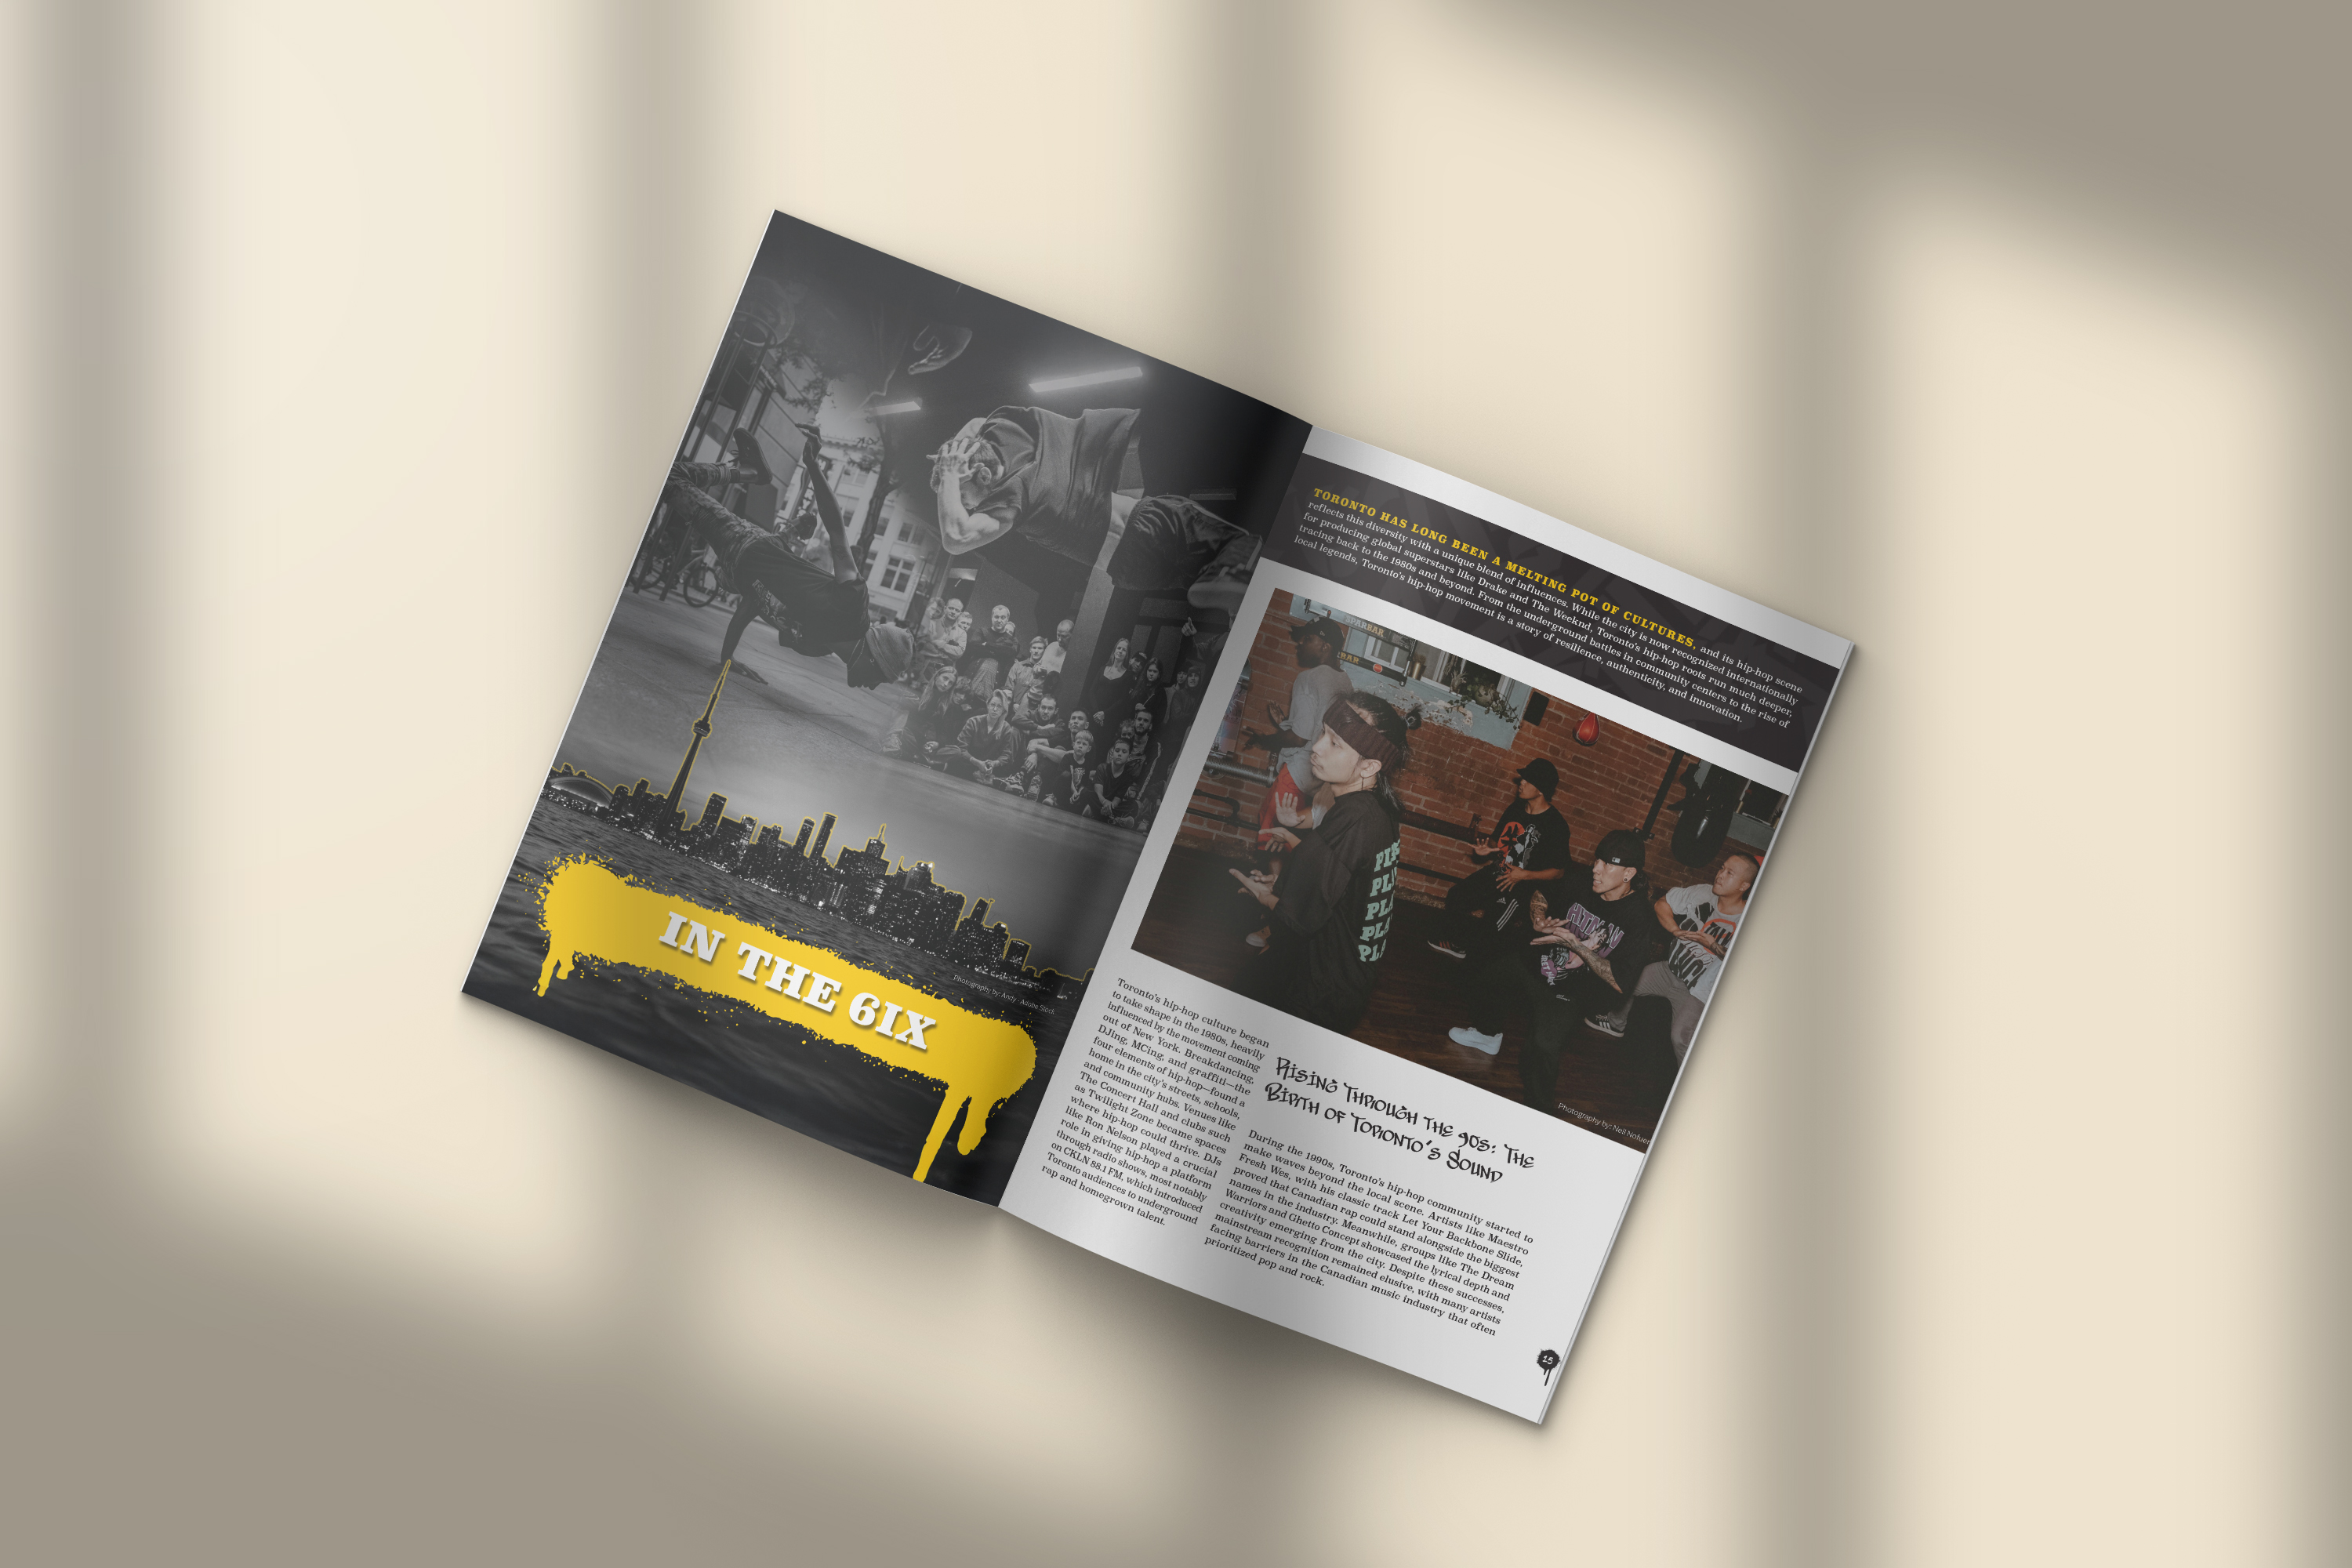 IN THE 6IX
Photography by: Andy - Adobe Stock
TORONTO HAS LONG BEEN A MELTING POT OF CULTURES, and its hip-hop scene
reflects this diversity with a unique blend of influences. While the city is now recognized internationally
for producing global superstars like Drake and The Weeknd, Toronto's hip-hop roots run much deeper,
tracing back to the 1980s and beyond. From the underground battles in community centers to the rise of
local legends, Toronto's hip-hop movement is a story of resilience, authenticity, and innovation.
SPARBAR
BAR
PLA
PLA
PLA
HITMAN
Photography by: Neil
Toronto's hip-hop culture began
to take shape in the 1980s, heavily
influenced by the movement coming
out of New York. Breakdancing,
DJing, MCing, and graffiti—the
four elements of hip-hop—found a
home in the city's streets, schools,
and community hubs. Venues like
The Concert Hall and clubs such
as Twilight Zone became spaces
where hip-hop could thrive. DJs
like Ron Nelson played a crucial
role in giving hip-hop a platform
through radio shows, most notably
on CKLN 88.1 FM, which introduced
Toronto audiences to underground
rap and homegrown talent.
Rising Through the 90s: The
Birth of Toronto's Sound
During the 1990s, Toronto's hip-hop community started to
make waves beyond the local scene. Artists like Maestro
Fresh Wes, with his classic track Let Your Backbone Slide,
proved that Canadian rap could stand alongside the biggest
names in the industry. Meanwhile, groups like The Dream
Warriors and Ghetto Concept showcased the lyrical depth and
creativity emerging from the city. Despite these successes,
mainstream recognition remained elusive, with many artists
facing barriers in the Canadian music industry that often
prioritized pop and rock.
15